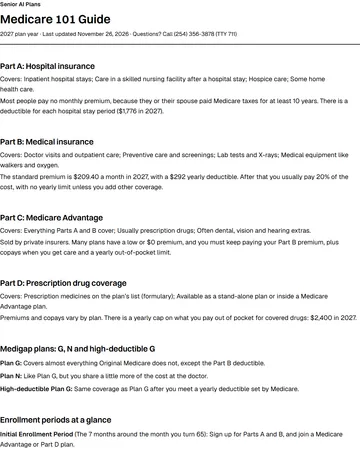 Senior AI Plans
Medicare 101 Guide
2027 plan year · Last updated November 26, 2026 · Questions? Call (254) 356-3878 (TTY 711)
Part A: Hospital insurance
Covers: Inpatient hospital stays; Care in a skilled nursing facility after a hospital stay; Hospice care; Some home
health care.
Most people pay no monthly premium, because they or their spouse paid Medicare taxes for at least 10 years. There is a
deductible for each hospital stay period ($1,776 in 2027).
Part B: Medical insurance
Covers: Doctor visits and outpatient care; Preventive care and screenings; Lab tests and X-rays; Medical equipment like
walkers and oxygen.
The standard premium is $209.40 a month in 2027, with a $292 yearly deductible. After that you usually pay 20% of the
cost, with no yearly limit unless you add other coverage.
Part C: Medicare Advantage
Covers: Everything Parts A and B cover; Usually prescription drugs; Often dental, vision and hearing extras.
Sold by private insurers. Many plans have a low or $0 premium, and you must keep paying your Part B premium, plus
copays when you get care and a yearly out-of-pocket limit.
Part D: Prescription drug coverage
Covers: Prescription medicines on the plan's list (formulary); Available as a stand-alone plan or inside a Medicare
Advantage plan.
Premiums and copays vary by plan. There is a yearly cap on what you pay out of pocket for covered drugs: $2,400 in 2027.
Medigap plans: G, N and high-deductible G
Plan G: Covers almost everything Original Medicare does not, except the Part B deductible.
Plan N: Like Plan G, but you share a little more of the cost at the doctor.
High-deductible Plan G: Same coverage as Plan G after you meet a yearly deductible set by Medicare.
Enrollment periods at a glance
Initial Enrollment Period (The 7 months around the month you turn 65): Sign up for Parts A and B, and join a Medicare
Advantage or Part D plan.